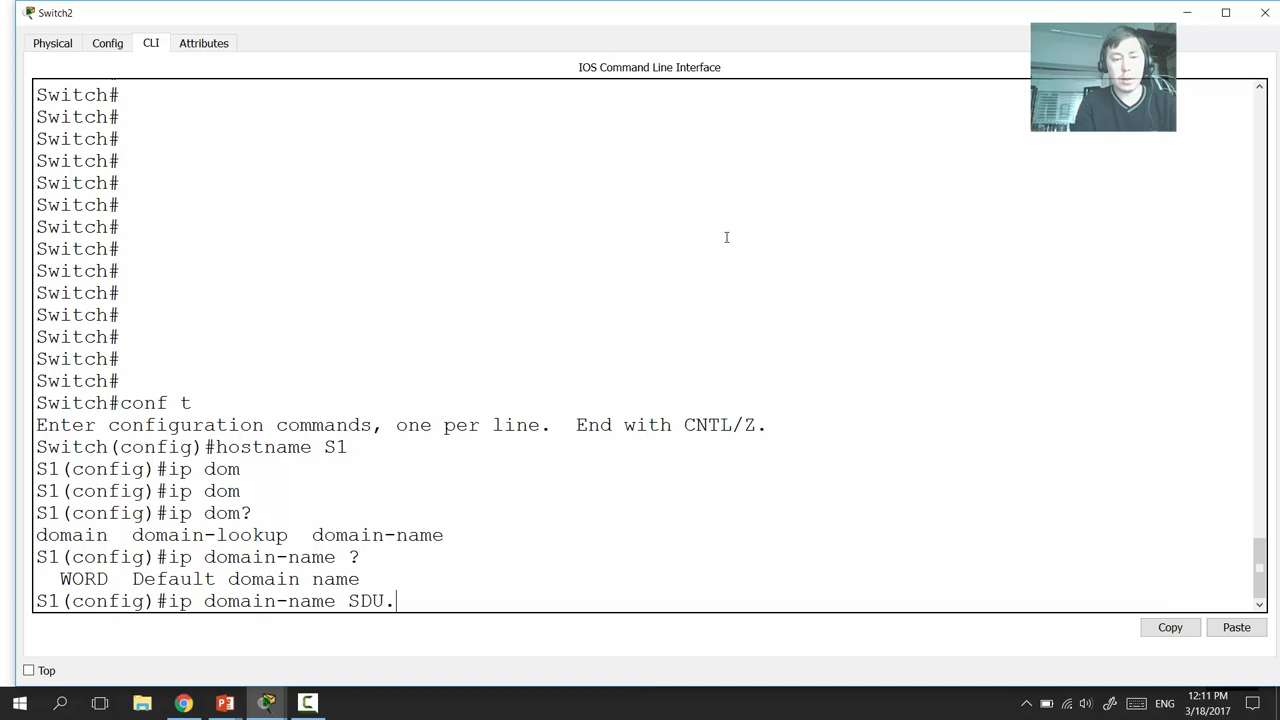 Switch2
Physical Config CLI Attributes
IOS Command Line Interface
Switch#
Switch#
Switch#
Switch#
Switch#
Switch#
Switch#
Switch#
Switch#
Switch#
Switch#
Switch#
Switch#
Switch#
Switch#conf t
Enter configuration commands, one per line. End with CNTL/Z.
Switch(config)#hostname S1
S1(config)#ip dom
S1(config)#ip dom
S1(config)#ip dom?
domain domain-lookup domain-name
S1(config)#ip domain-name ?
WORD Default domain name
S1(config)#ip domain-name SDU.
Copy Paste
Top
ENG
12:11 PM
3/18/2017